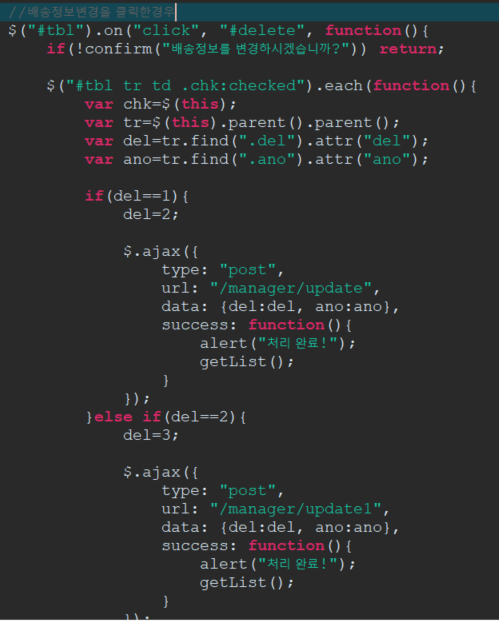 //배송정보변경을 클릭한경우
$("#tbl").on("click", "#delete", function(){
if(!confirm("배송정보를 변경하시겠습니까?")) return;
$("#tbl tr td .chk:checked").each(function(){
var chk=$(this);
var tr=$(this).parent().parent();
var del=tr.find(".del").attr("del");
var ano=tr.find(".ano").attr("ano");
if(del==1){
del=2;
$.ajax({
type: "post",
url: "/manager/update",
data: {del:del, ano:ano},
success: function(){
alert("처리 완료!");
getList();
}
});
}else if(del==2){
del=3;
$.ajax({
type: "post",
url: "/manager/update1",
data: {del:del, ano:ano},
success: function(){
alert("처리 완료!");
getList();
}
});